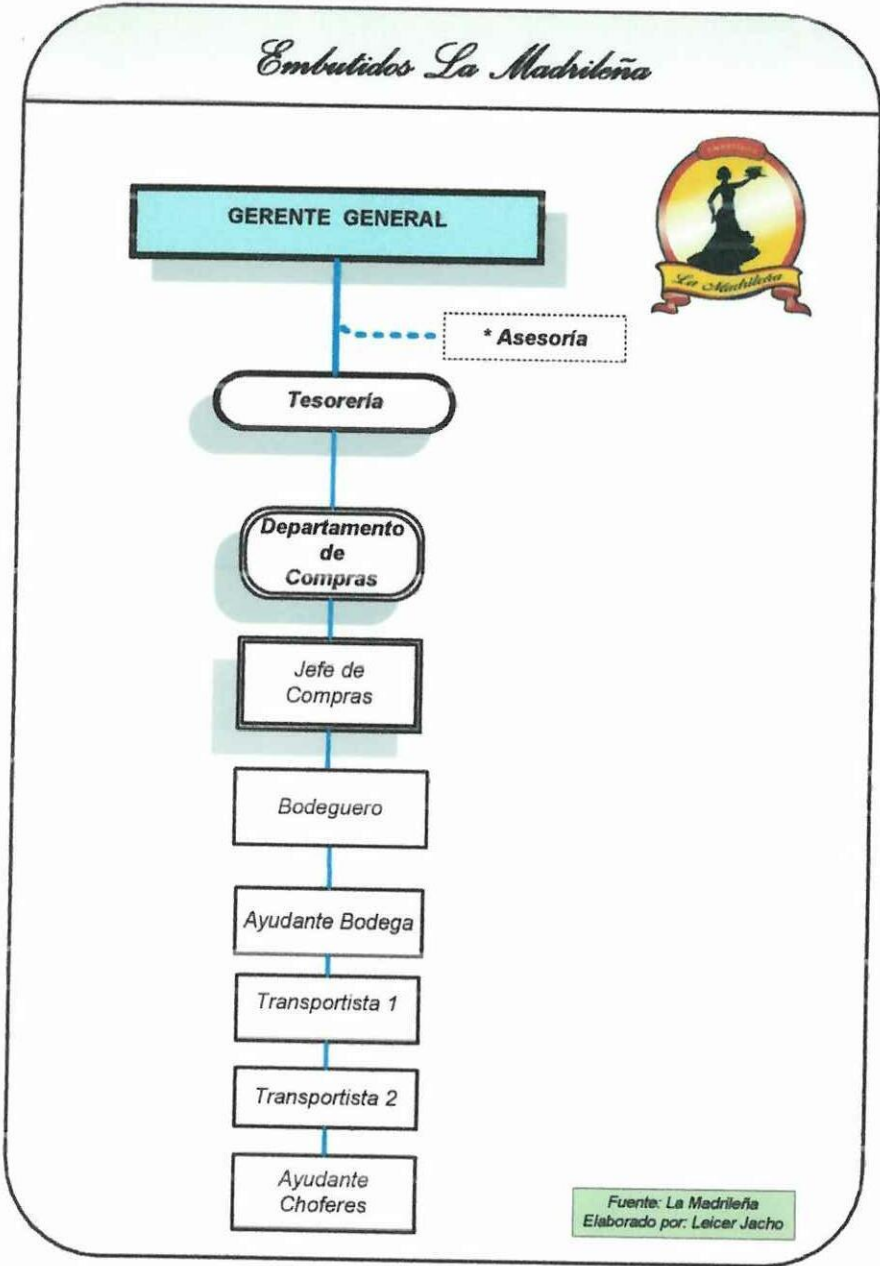 Embutidos La Madrileña
GERENTE GENERAL
La Madrileña
* Asesoría
Tesorería
Departamento
de
Compras
Jefe de
Compras
Bodeguero
Ayudante Bodega
Transportista 1
Transportista 2
Ayudante
Choferes
Fuente: La Madrileña
Elaborado por: Leicer Jacho